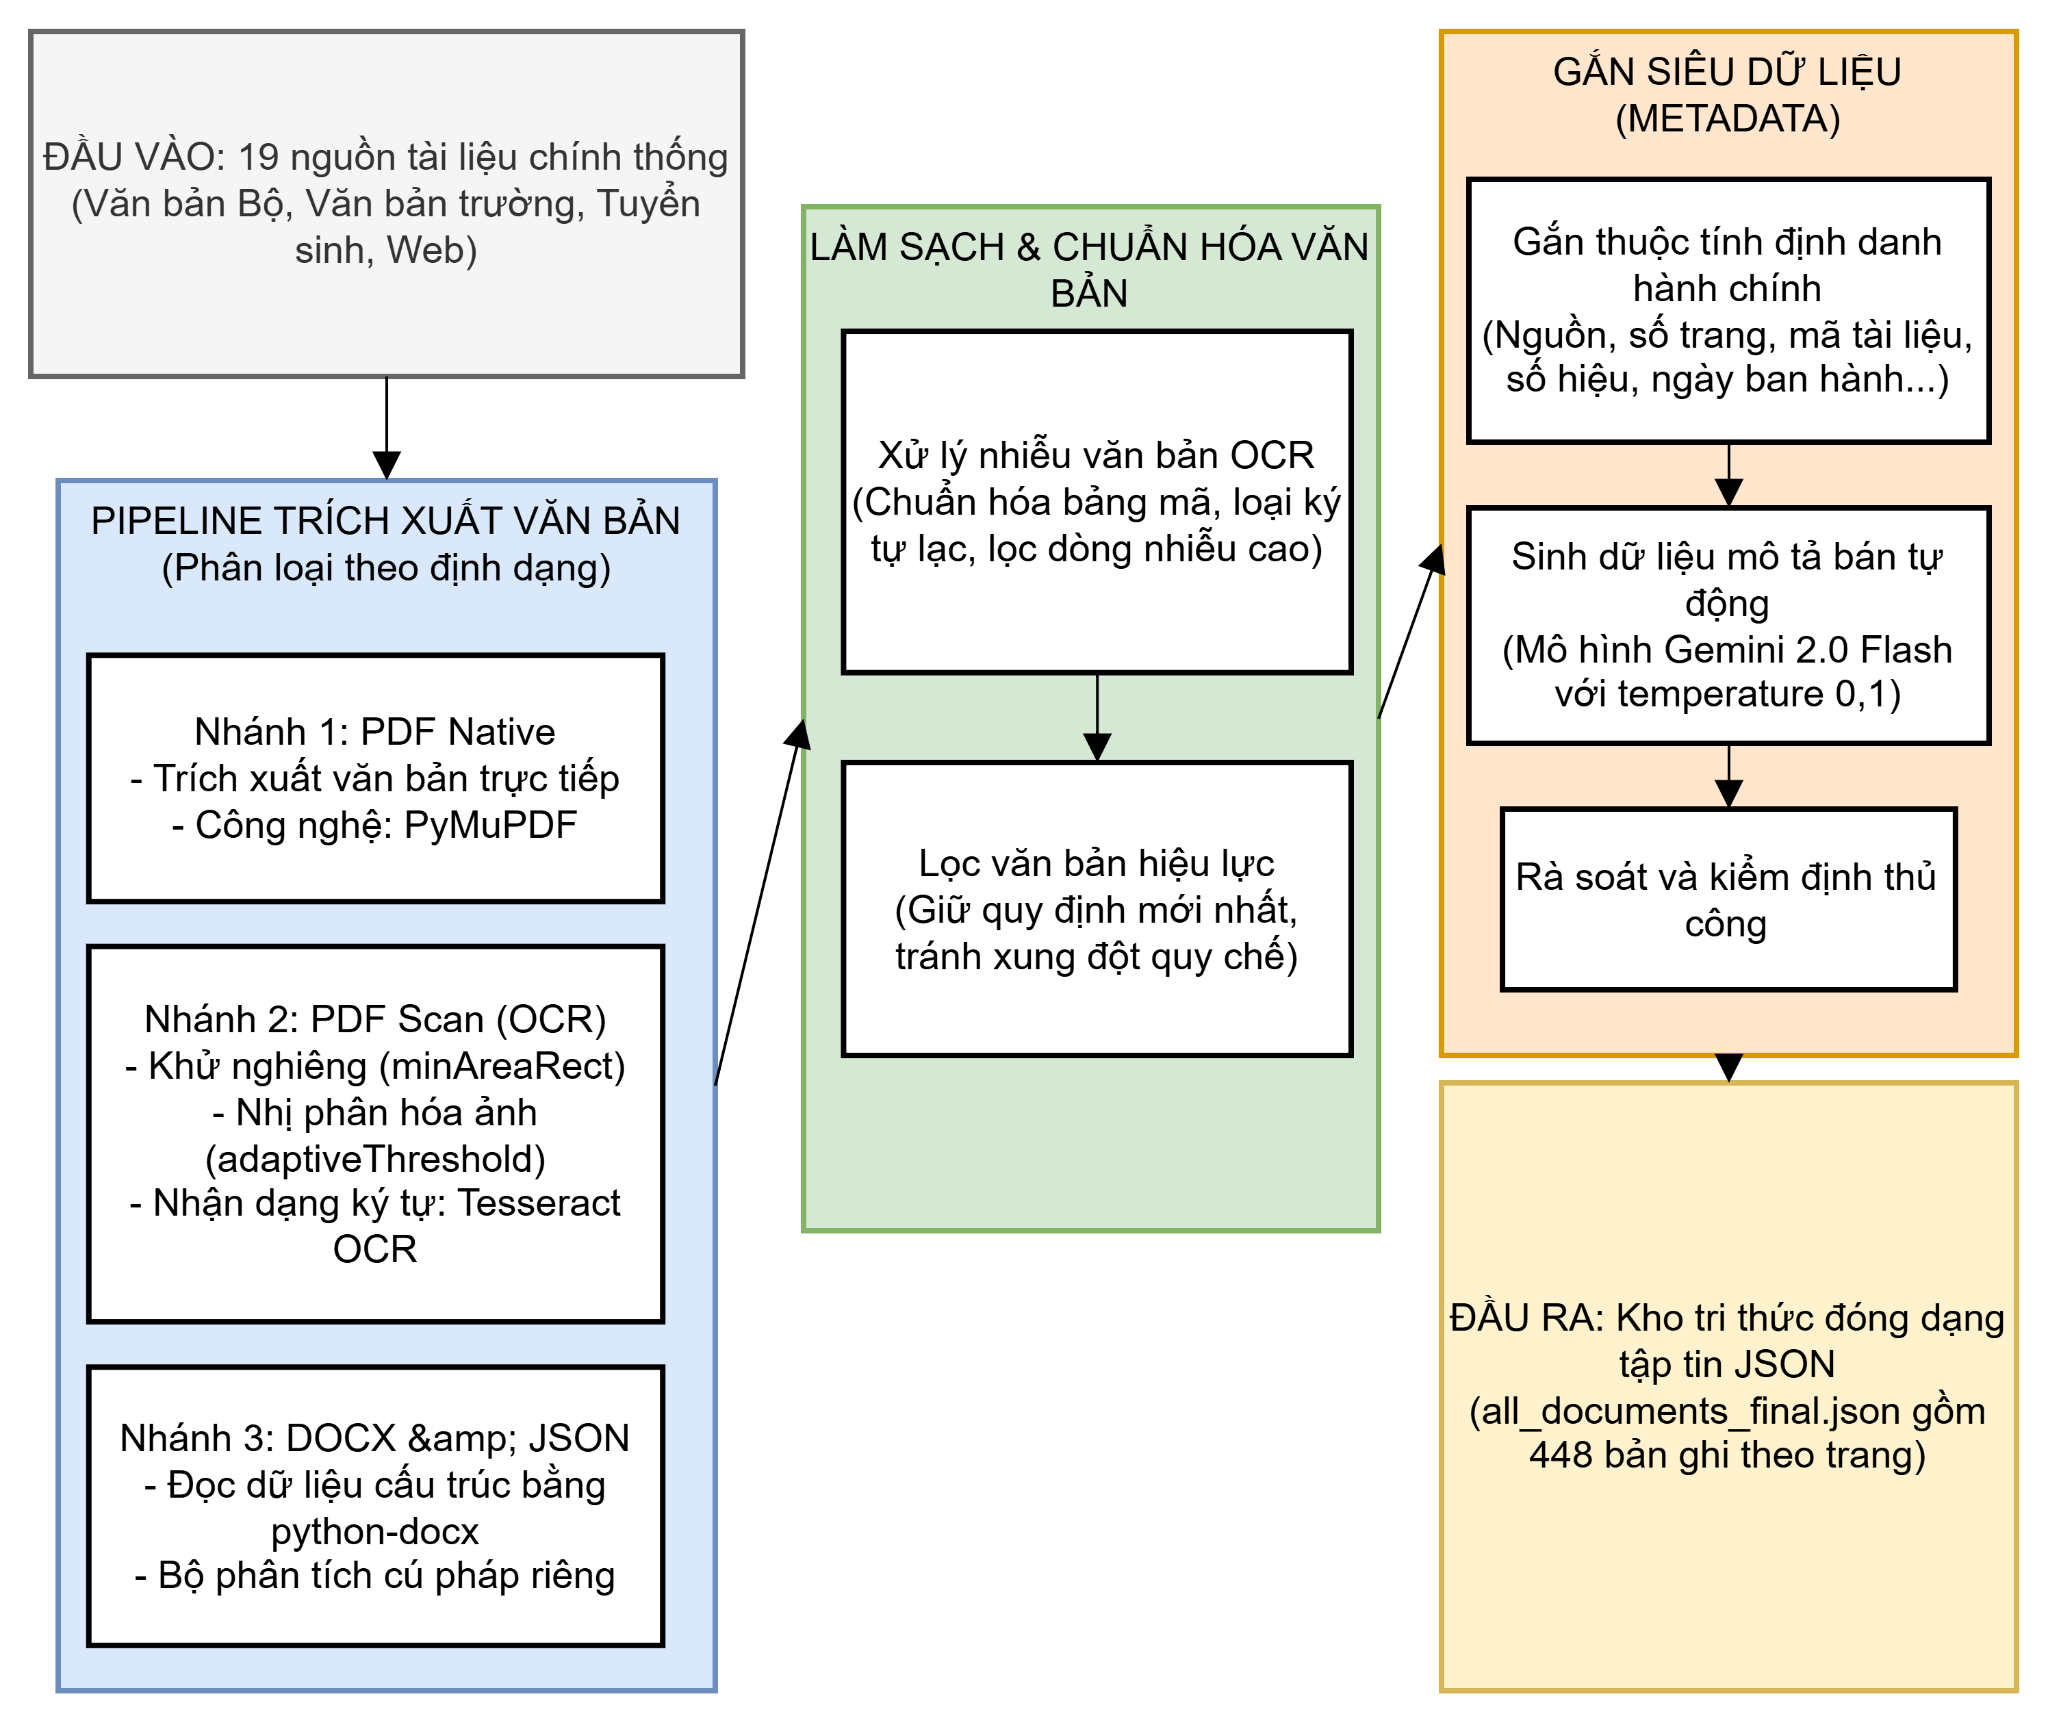 ĐẦU VÀO: 19 nguồn tài liệu chính thống
(Văn bản Bộ, Văn bản trường, Tuyển
sinh, Web)
PIPELINE TRÍCH XUẤT VĂN BẢN
(Phân loại theo định dạng)
Nhánh 1: PDF Native
- Trích xuất văn bản trực tiếp
- Công nghệ: PyMuPDF
Nhánh 2: PDF Scan (OCR)
- Khử nghiêng (minAreaRect)
- Nhị phân hóa ảnh
(adaptiveThreshold)
- Nhận dạng ký tự: Tesseract
OCR
Nhánh 3: DOCX &amp; JSON
- Đọc dữ liệu cấu trúc bằng
python-docx
- Bộ phân tích cú pháp riêng
LÀM SẠCH & CHUẨN HÓA VĂN
BẢN
Xử lý nhiễu văn bản OCR
(Chuẩn hóa bảng mã, loại ký
tự lạc, lọc dòng nhiễu cao)
Lọc văn bản hiệu lực
(Giữ quy định mới nhất,
tránh xung đột quy chế)
GẮN SIÊU DỮ LIỆU
(METADATA)
Gắn thuộc tính định danh
hành chính
(Nguồn, số trang, mã tài liệu,
số hiệu, ngày ban hành...)
Sinh dữ liệu mô tả bán tự
động
(Mô hình Gemini 2.0 Flash
với temperature 0,1)
Rà soát và kiểm định thủ
công
ĐẦU RA: Kho tri thức đóng dạng
tập tin JSON
(all_documents_final.json gồm
448 bản ghi theo trang)